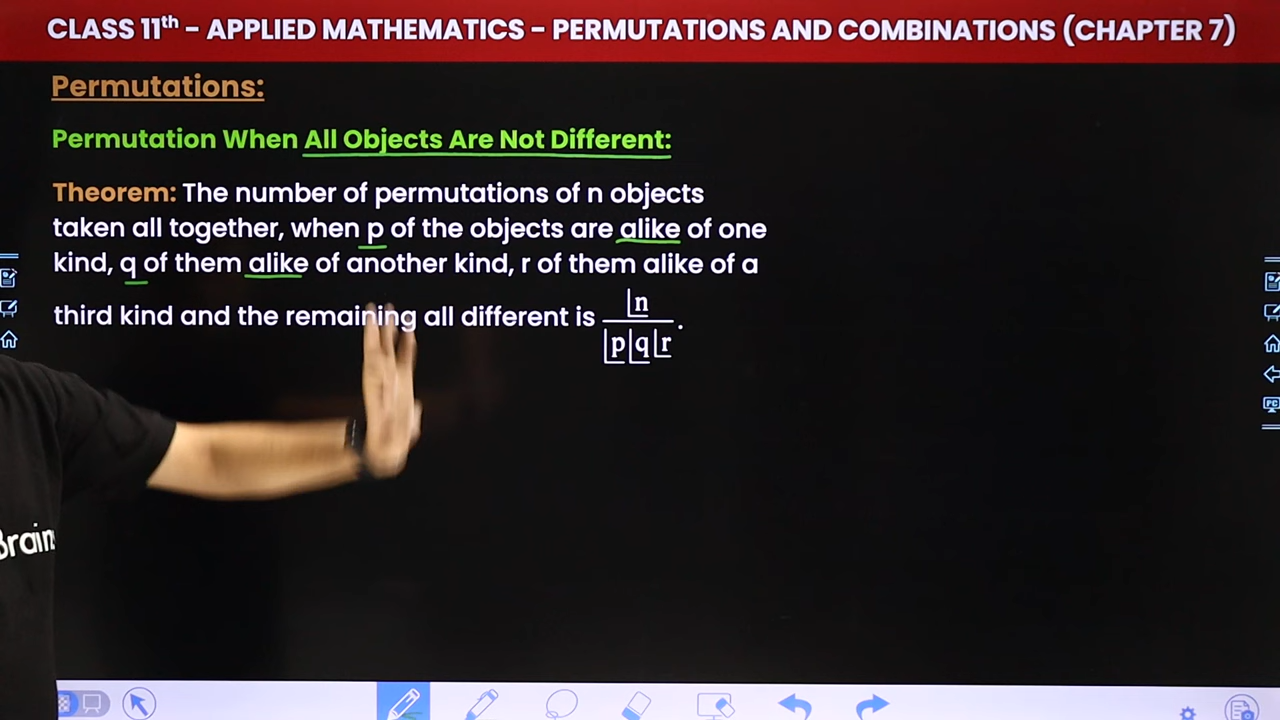 CLASS 11th - APPLIED MATHEMATICS - PERMUTATIONS AND COMBINATIONS (CHAPTER 7)
Permutations:
Permutation When All Objects Are Not Different:
Theorem: The number of permutations of n objects
taken all together, when p of the objects are alike of one
kind, q of them alike of another kind, r of them alike of a
third kind and the remaining all different is ⌊n / ⌊p⌊q⌊r.
PC